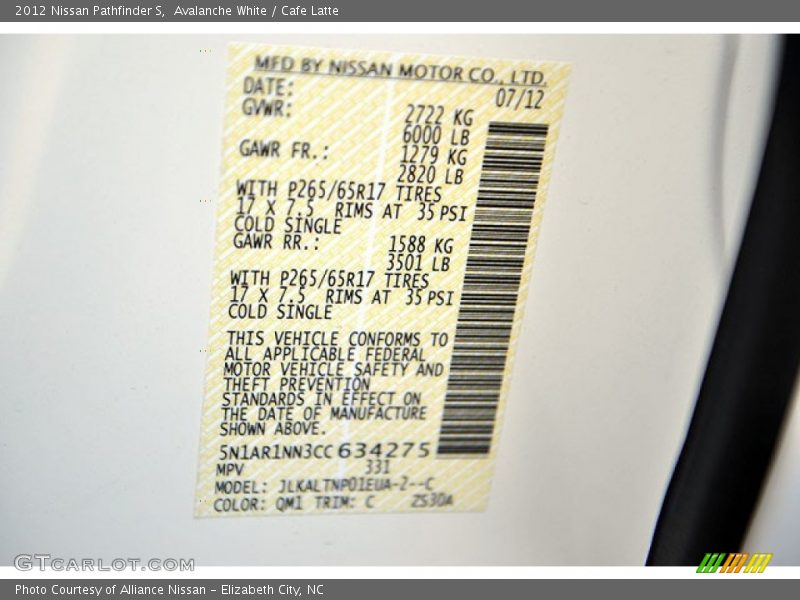 2012 Nissan Pathfinder S, Avalanche White / Cafe Latte
MFD BY NISSAN MOTOR CO., LTD.
DATE: 07/12
GVWR: 2722 KG
6000 LB
GAWR FR.: 1279 KG
2820 LB
WITH P265/65R17 TIRES
17 X 7.5 RIMS AT 35 PSI
COLD SINGLE
GAWR RR.: 1588 KG
3501 LB
WITH P265/65R17 TIRES
17 X 7.5 RIMS AT 35 PSI
COLD SINGLE
THIS VEHICLE CONFORMS TO
ALL APPLICABLE FEDERAL
MOTOR VEHICLE SAFETY AND
THEFT PREVENTION
STANDARDS IN EFFECT ON
THE DATE OF MANUFACTURE
SHOWN ABOVE.
5N1AR1NN3CC634275
MPV 331
MODEL: JLKALTNP01EUA-2--C
COLOR: QM1 TRIM: C ZS30A
GTCARLOT.COM
Photo Courtesy of Alliance Nissan - Elizabeth City, NC